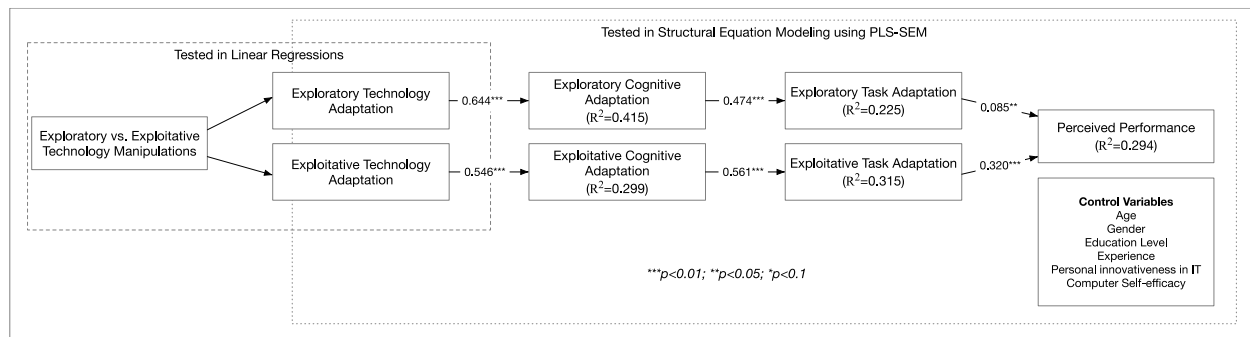 Tested in Structural Equation Modeling using PLS-SEM
Tested in Linear Regressions
Exploratory vs. Exploitative
Technology Manipulations
Exploratory Technology
Adaptation
0.644***
Exploratory Cognitive
Adaptation
(R²=0.415)
0.474***
Exploratory Task Adaptation
(R²=0.225)
0.085**
Exploitative Technology
Adaptation
0.546***
Exploitative Cognitive
Adaptation
(R²=0.299)
0.561***
Exploitative Task Adaptation
(R²=0.315)
0.320***
Perceived Performance
(R²=0.294)
Control Variables
Age
Gender
Education Level
Experience
Personal innovativeness in IT
Computer Self-efficacy
***p<0.01; **p<0.05; *p<0.1